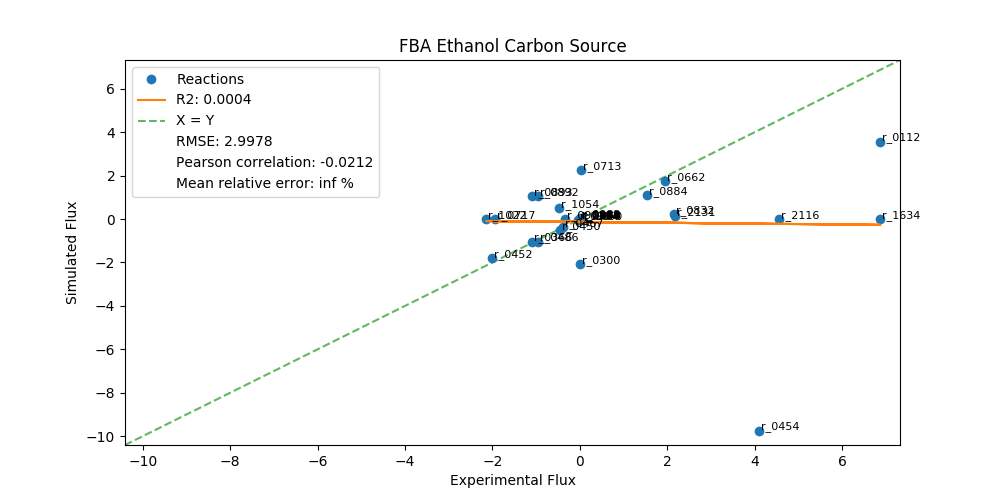 FBA Ethanol Carbon Source
Reactions
R2: 0.0004
X = Y
RMSE: 2.9978
Pearson correlation: -0.0212
Mean relative error: inf %
Simulated Flux
6
4
2
0
−2
−4
−6
−8
−10
r_0112
r_0713
r_0662
r_0884
r_1054
r_2131
r_2116
r_1634
r_0450
r_0452
r_0300
r_0454
−10
−8
−6
−4
−2
0
2
4
6
Experimental Flux